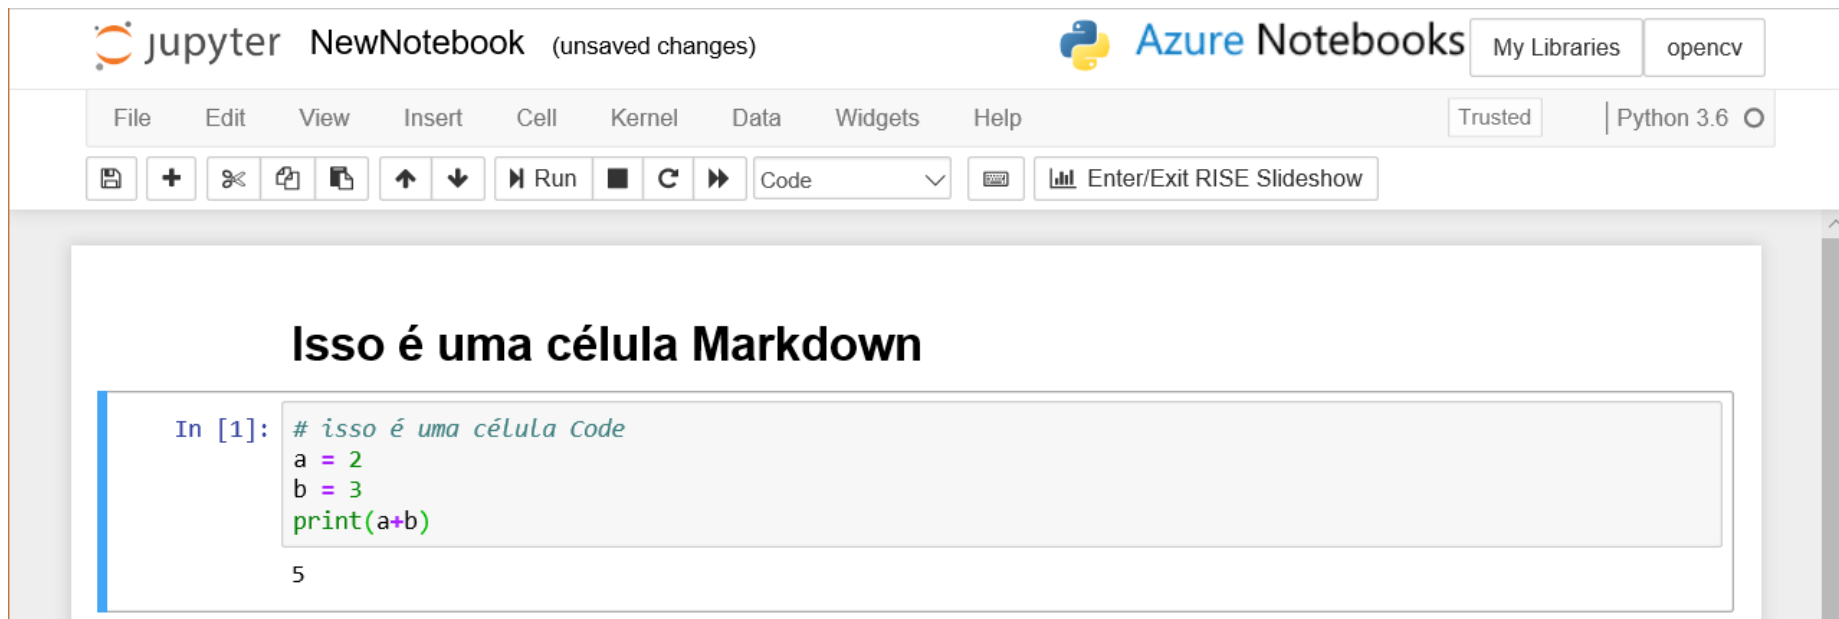 jupyter NewNotebook (unsaved changes) Azure Notebooks My Libraries opencv
File Edit View Insert Cell Kernel Data Widgets Help Trusted Python 3.6
Run Code Enter/Exit RISE Slideshow
Isso é uma célula Markdown
In [1]: # isso é uma célula Code
a = 2
b = 3
print(a+b)
5